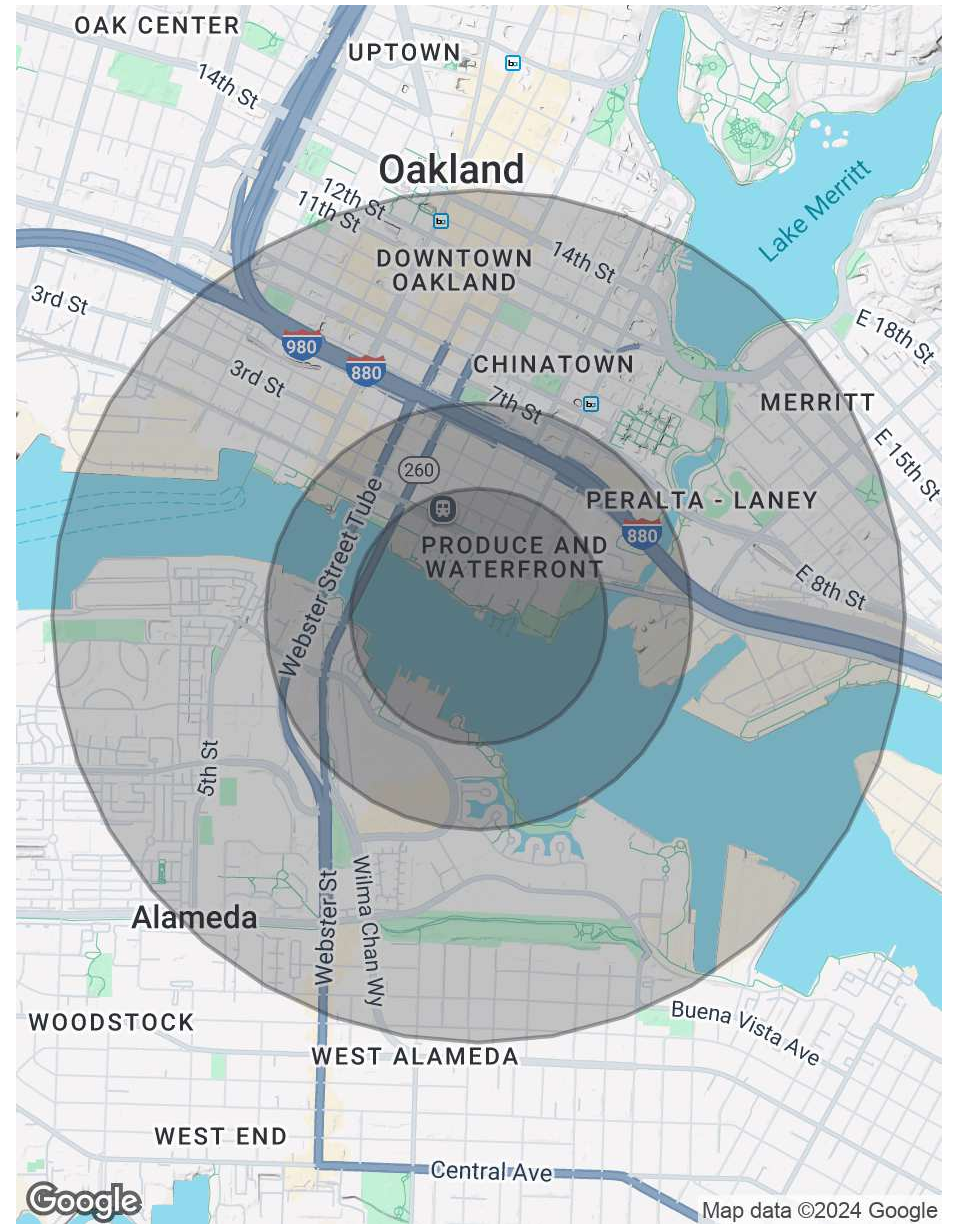 OAK CENTER
UPTOWN
14th St
Oakland
12th St
11th St
Lake Merritt
DOWNTOWN
OAKLAND
14th St
3rd St
E 18th St
980
880
CHINATOWN
3rd St
7th St
MERRITT
E 15th St
260
Webster Street Tube
PERALTA - LANEY
880
PRODUCE AND
WATERFRONT
E 8th St
5th St
Alameda
Webster St
Wilma Chan Wy
WOODSTOCK
Buena Vista Ave
WEST ALAMEDA
WEST END
Central Ave
Google
Map data ©2024 Google